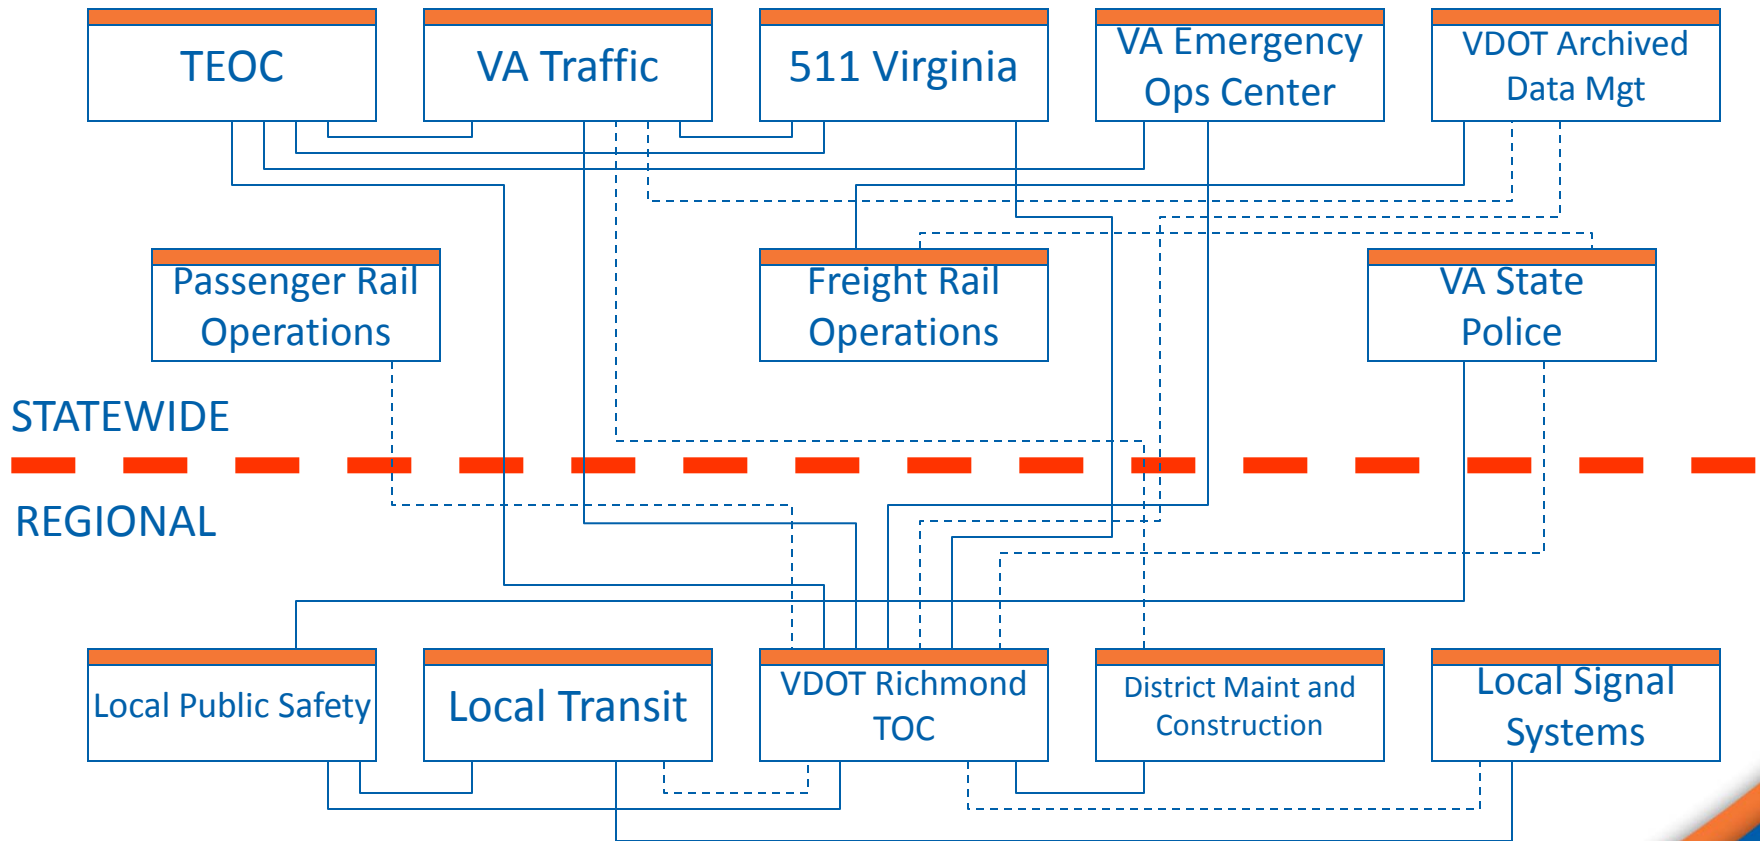 TEOC
VA Traffic
511 Virginia
VA Emergency
Ops Center
VDOT Archived
Data Mgt
Passenger Rail
Operations
Freight Rail
Operations
VA State
Police
STATEWIDE
REGIONAL
Local Public Safety
Local Transit
VDOT Richmond
TOC
District Maint and
Construction
Local Signal
Systems